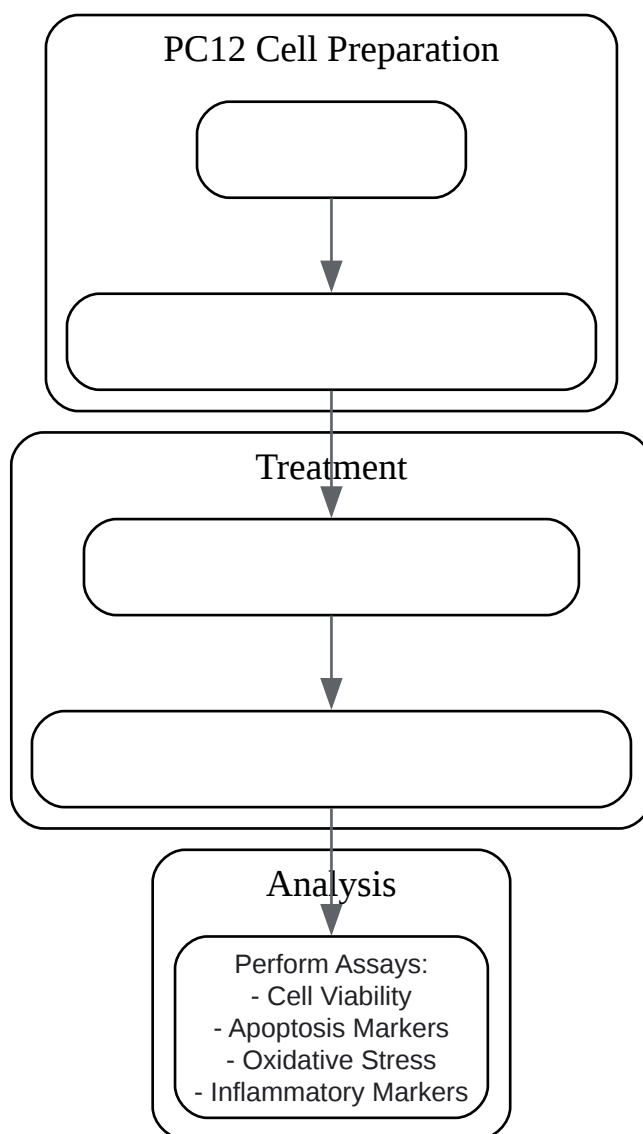 PC12 Cell Preparation
Treatment
Analysis
Perform Assays:
- Cell Viability
- Apoptosis Markers
- Oxidative Stress
- Inflammatory Markers